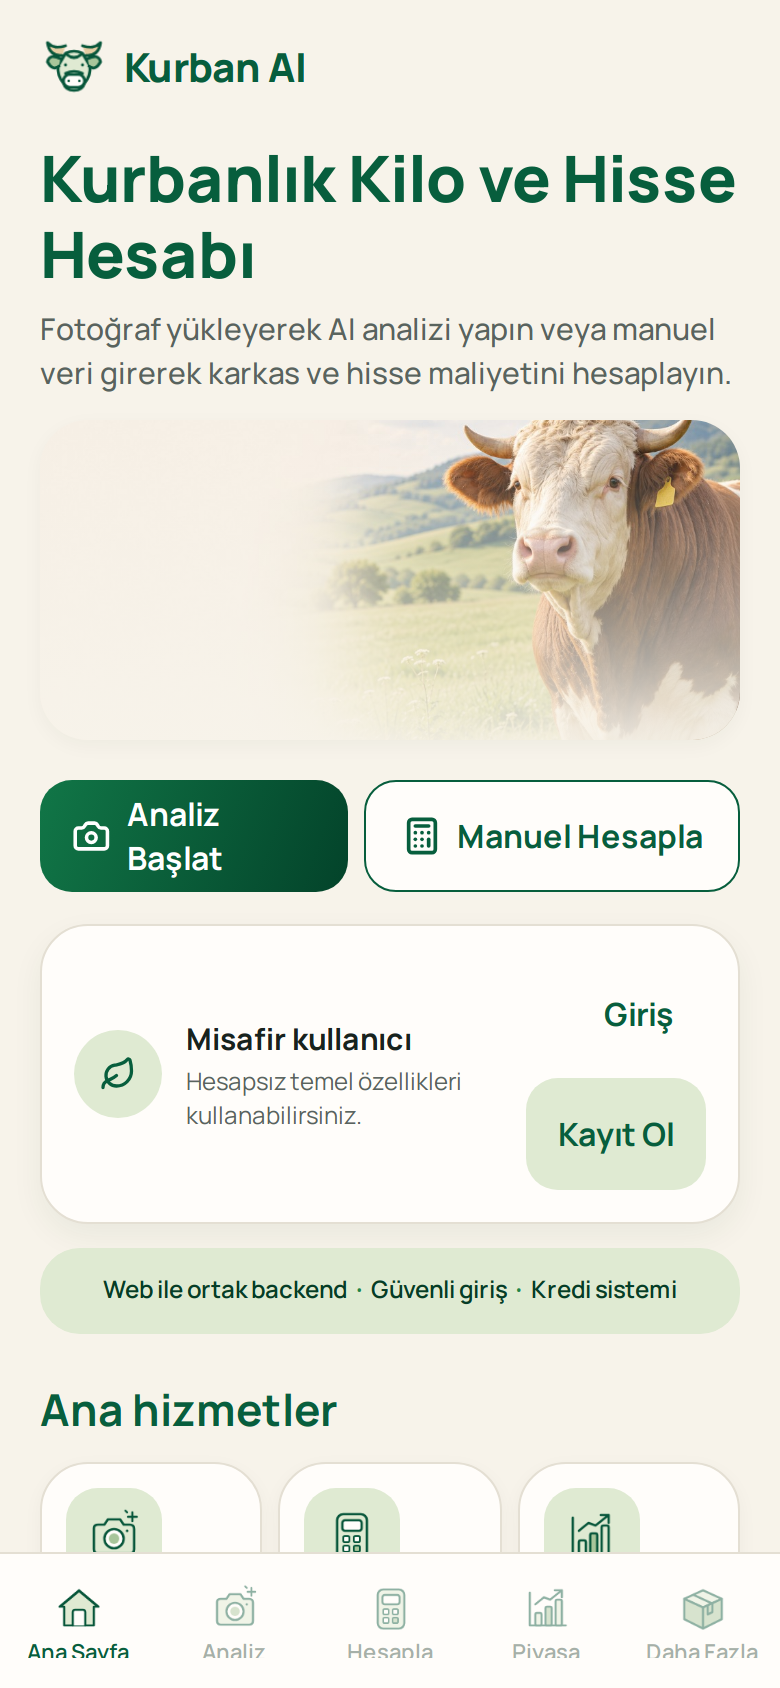 Kurban AI
Kurbanlık Kilo ve Hisse
Hesabı
Fotoğraf yükleyerek AI analizi yapın veya manuel
veri girerek karkas ve hisse maliyetini hesaplayın.
Analiz
Başlat
Manuel Hesapla
Misafir kullanıcı
Hesapsız temel özellikleri
kullanabilirsiniz.
Giriş
Kayıt Ol
Web ile ortak backend · Güvenli giriş · Kredi sistemi
Ana hizmetler
Ana Sayfa
Analiz
Hesapla
Piyasa
Daha Fazla